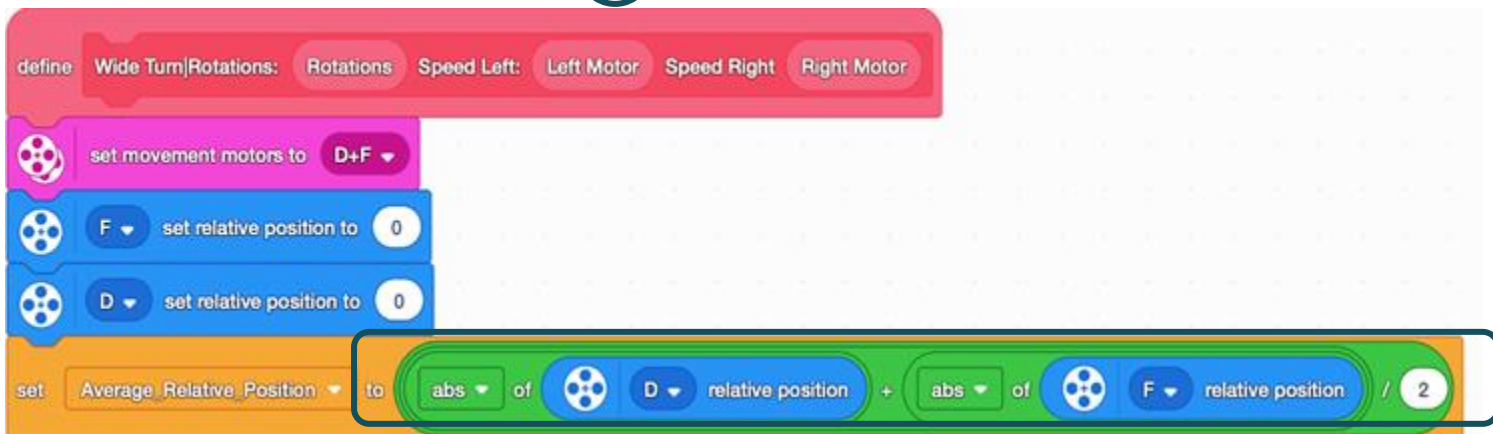 define Wide Turn|Rotations: Rotations Speed Left: Left Motor Speed Right Right Motor
set movement motors to D+F
F set relative position to 0
D set relative position to 0
set Average_Relative_Position to abs of D relative position + abs of F relative position / 2